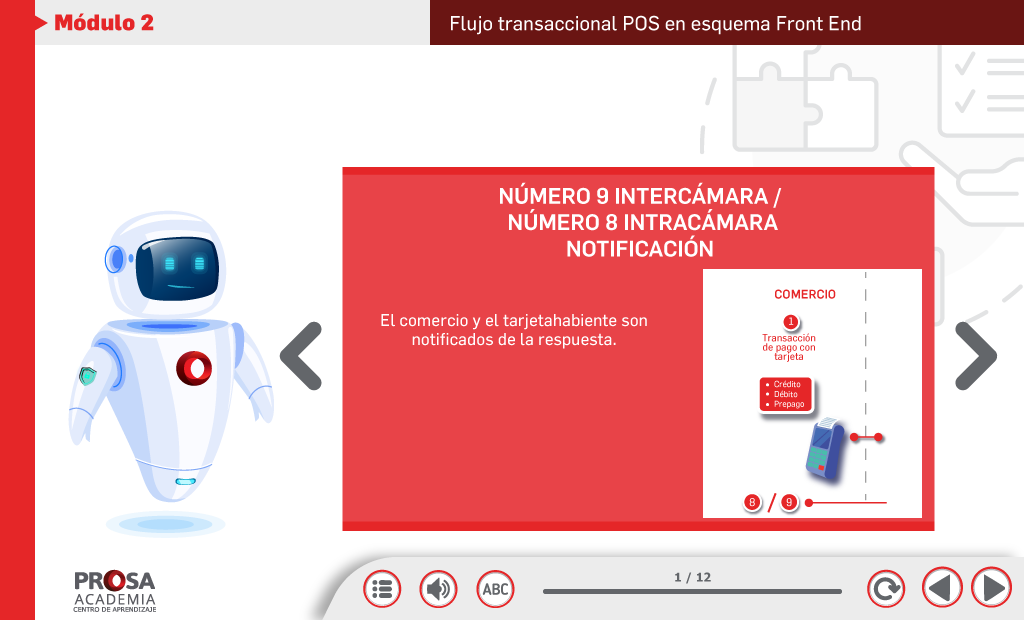 Módulo 2
Flujo transaccional POS en esquema Front End
NÚMERO 9 INTERCÁMARA /
NÚMERO 8 INTRACÁMARA
NOTIFICACIÓN
El comercio y el tarjetahabiente son
notificados de la respuesta.
COMERCIO
1
Transacción
de pago con
tarjeta
• Crédito
• Débito
• Prepago
8 / 9
PROSA
ACADEMIA
CENTRO DE APRENDIZAJE
ABC
1 / 12